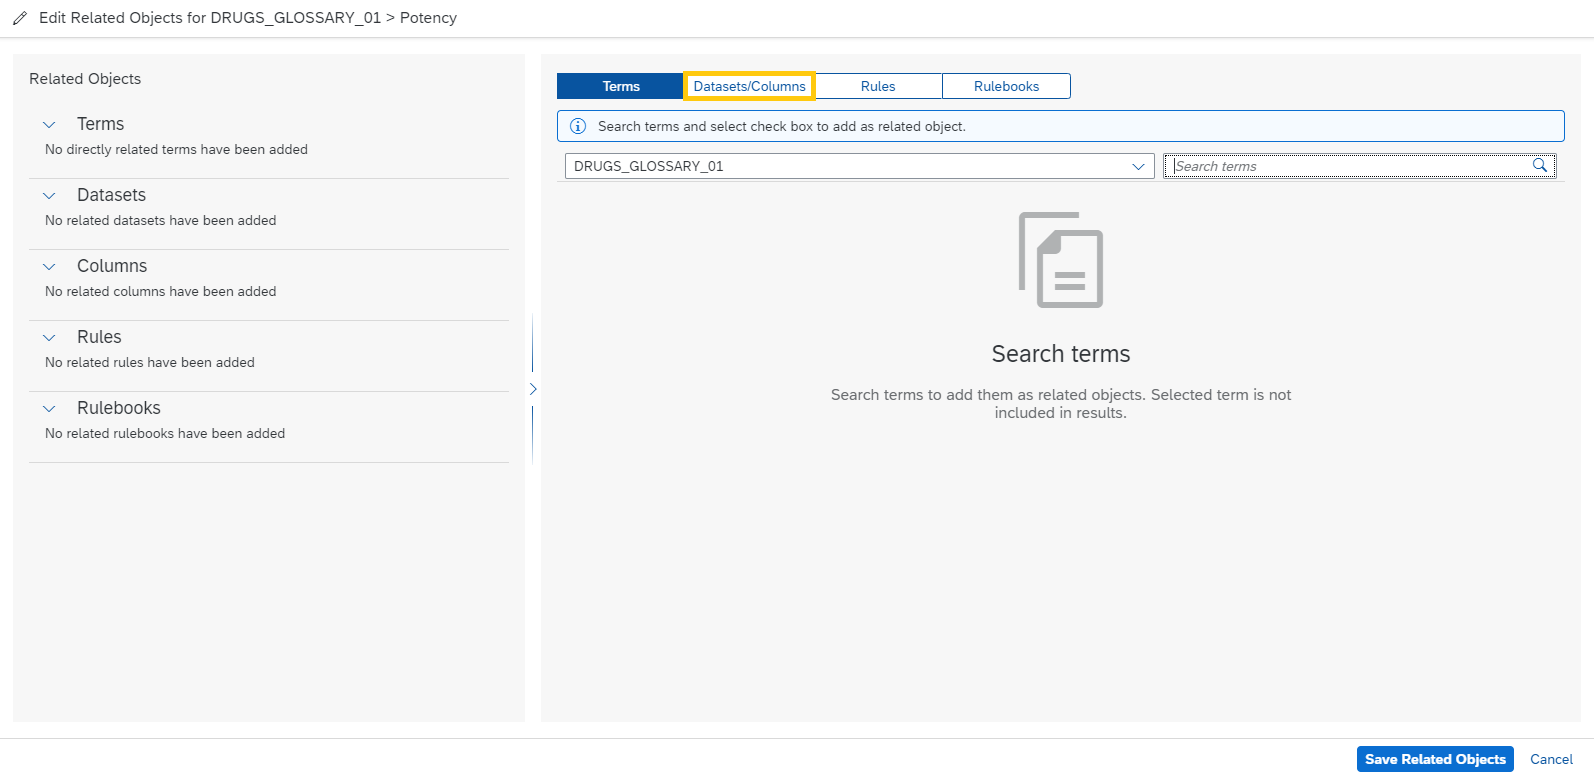 Edit Related Objects for DRUGS_GLOSSARY_01 > Potency
Related Objects
Terms
No directly related terms have been added
Datasets
No related datasets have been added
Columns
No related columns have been added
Rules
No related rules have been added
Rulebooks
No related rulebooks have been added
Terms
Datasets/Columns
Rules
Rulebooks
Search terms and select check box to add as related object.
DRUGS_GLOSSARY_01
Search terms
Search terms
Search terms to add them as related objects. Selected term is not
included in results.
Save Related Objects
Cancel